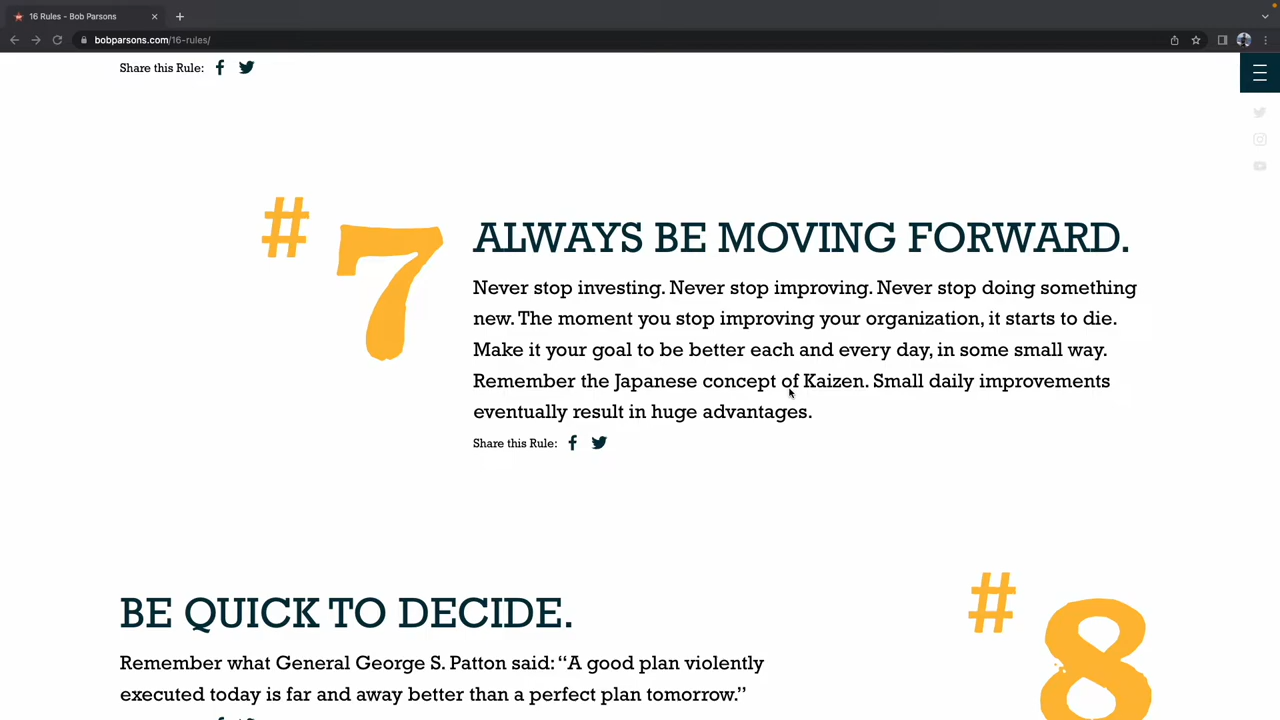 16 Rules - Bob Parsons
bobparsons.com/16-rules/
Share this Rule:
#7
ALWAYS BE MOVING FORWARD.
Never stop investing. Never stop improving. Never stop doing something
new. The moment you stop improving your organization, it starts to die.
Make it your goal to be better each and every day, in some small way.
Remember the Japanese concept of Kaizen. Small daily improvements
eventually result in huge advantages.
Share this Rule:
#8
BE QUICK TO DECIDE.
Remember what General George S. Patton said: “A good plan violently
executed today is far and away better than a perfect plan tomorrow.”